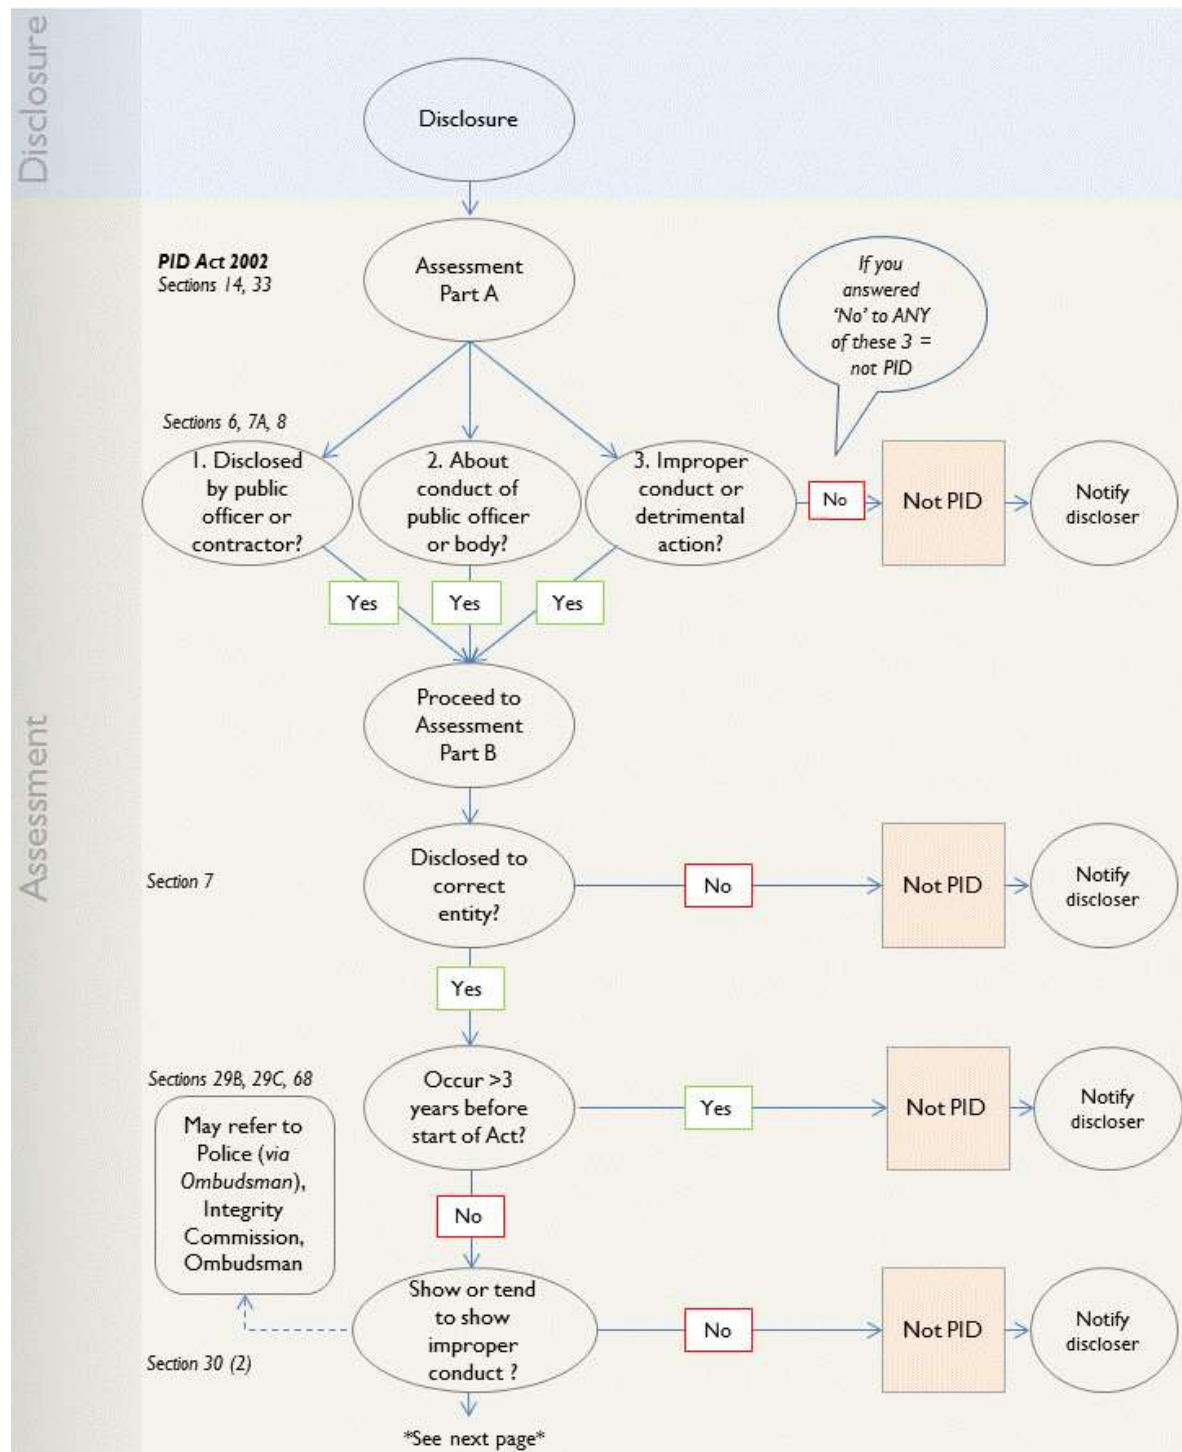 Disclosure
Disclosure
PID Act 2002
Sections 14, 33
Assessment
Part A
If you
answered
‘No’ to ANY
of these 3 =
not PID
Sections 6, 7A, 8
1. Disclosed
by public
officer or
contractor?
2. About
conduct of
public officer
or body?
3. Improper
conduct or
detrimental
action?
No
Not PID
Notify
discloser
Yes
Yes
Yes
Proceed to
Assessment
Part B
Assessment
Section 7
Disclosed to
correct
entity?
No
Not PID
Notify
discloser
Yes
Sections 29B, 29C, 68
Occur >3
years before
start of Act?
Yes
Not PID
Notify
discloser
May refer to
Police (via
Ombudsman),
Integrity
Commission,
Ombudsman
No
Show or tend
to show
improper
conduct ?
No
Not PID
Notify
discloser
Section 30 (2)
*See next page*